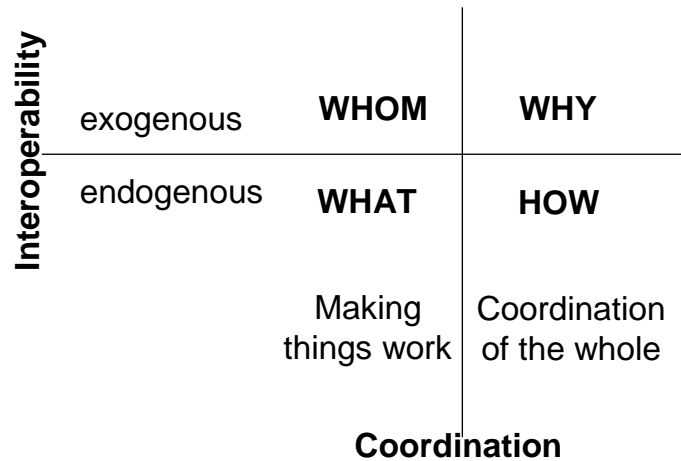 Interoperability
exogenous
WHOM
WHY
endogenous
WHAT
HOW
Making
things work
Coordination
of the whole
Coordination